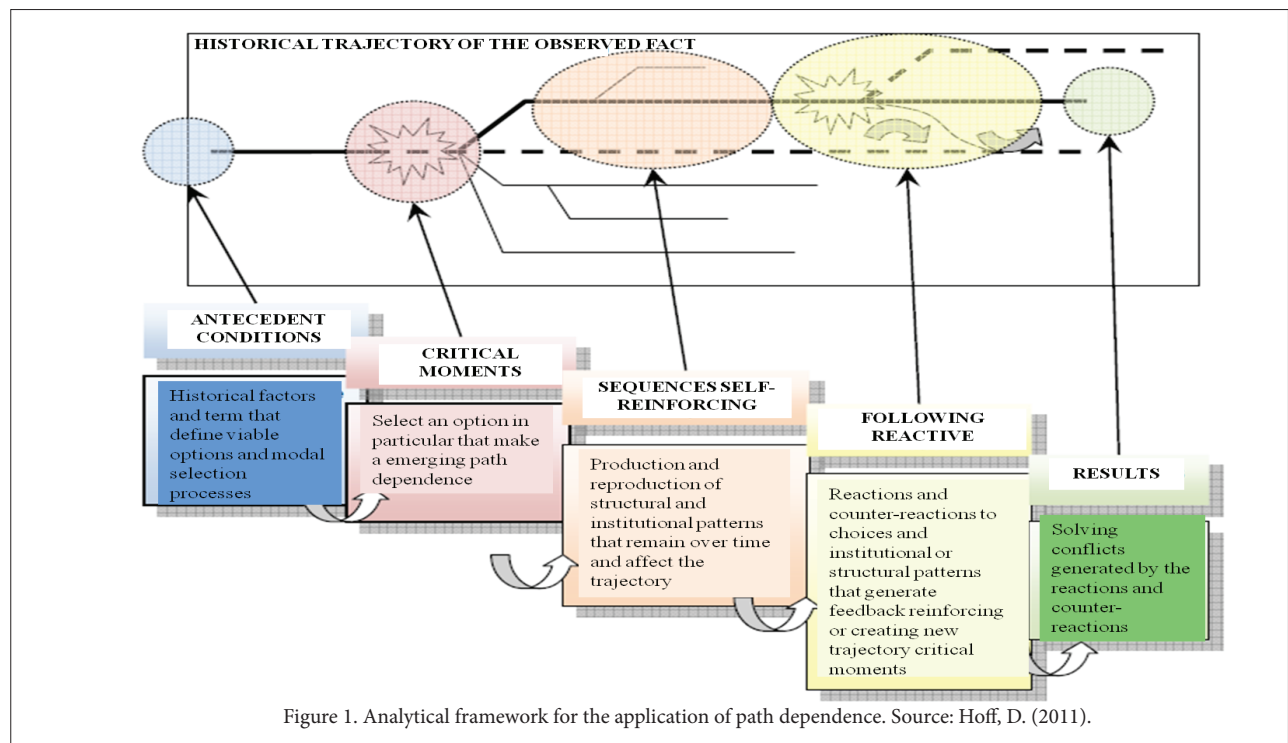 HISTORICAL TRAJECTORY OF THE OBSERVED FACT
ANTECEDENT
CONDITIONS
Historical factors
and term that
define viable
options and modal
selection
processes
CRITICAL
MOMENTS
Select an option in
particular that make
a emerging path
dependence
SEQUENCES SELF-
REINFORCING
Production and
reproduction of
structural and
institutional patterns
that remain over time
and affect the
trajectory
FOLLOWING
REACTIVE
Reactions and
counter-reactions to
choices and
institutional or
structural patterns
that generate
feedback reinforcing
or creating new
trajectory critical
moments
RESULTS
Solving
conflicts
generated by the
reactions and
counter-
reactions
Figure 1. Analytical framework for the application of path dependence. Source: Hoff, D. (2011).